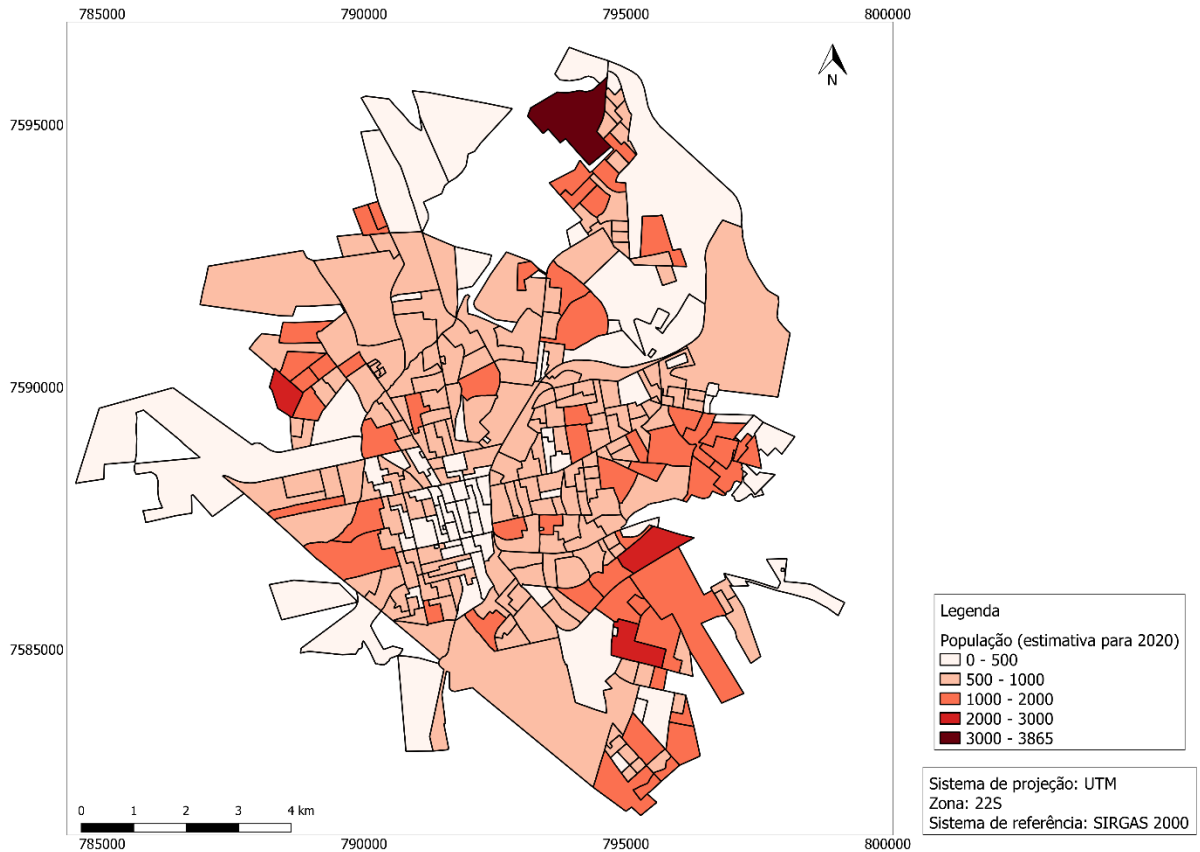 785000 790000 795000 800000
N
7595000
7590000
7585000
Legenda
População (estimativa para 2020)
0 - 500
500 - 1000
1000 - 2000
2000 - 3000
3000 - 3865
Sistema de projeção: UTM
Zona: 22S
Sistema de referência: SIRGAS 2000
0 1 2 3 4 km
785000 790000 795000 800000